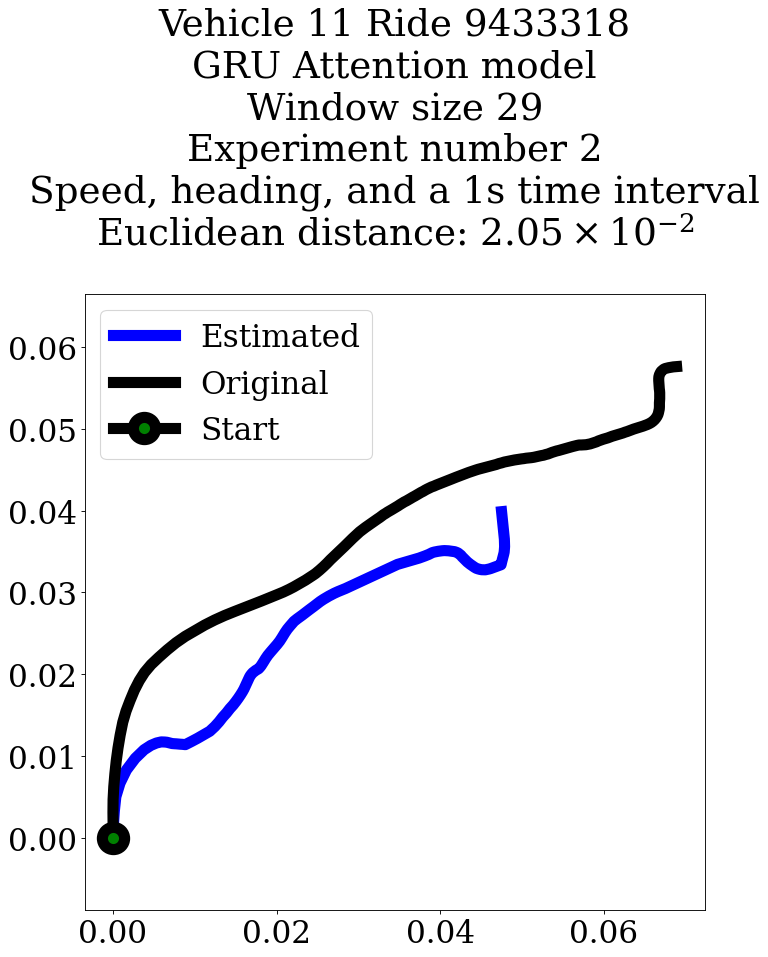 Vehicle 11 Ride 9433318
GRU Attention model
Window size 29
Experiment number 2
Speed, heading, and a 1s time interval
Euclidean distance: 2.05 × 10⁻²
Estimated
Original
Start
0.06
0.05
0.04
0.03
0.02
0.01
0.00
0.00 0.02 0.04 0.06